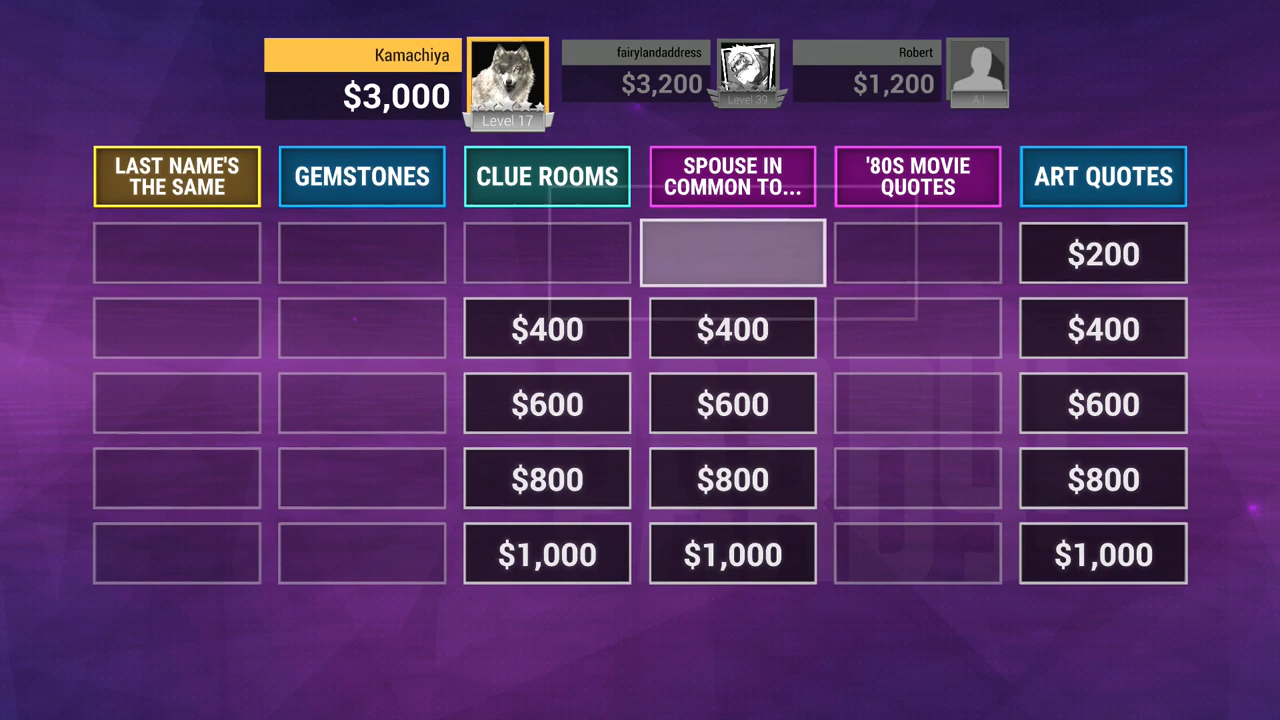 Kamachiya
$3,000
Level 17
fairylandaddress
$3,200
Level 39
Robert
$1,200
A.I.
LAST NAME'S
THE SAME
GEMSTONES
CLUE ROOMS
SPOUSE IN
COMMON TO...
'80S MOVIE
QUOTES
ART QUOTES
$200
$400 $400 $400
$600 $600 $600
$800 $800 $800
$1,000 $1,000 $1,000